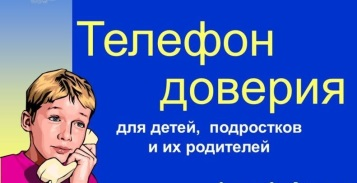 Телефон
доверия
для детей, подростков
и их родителей